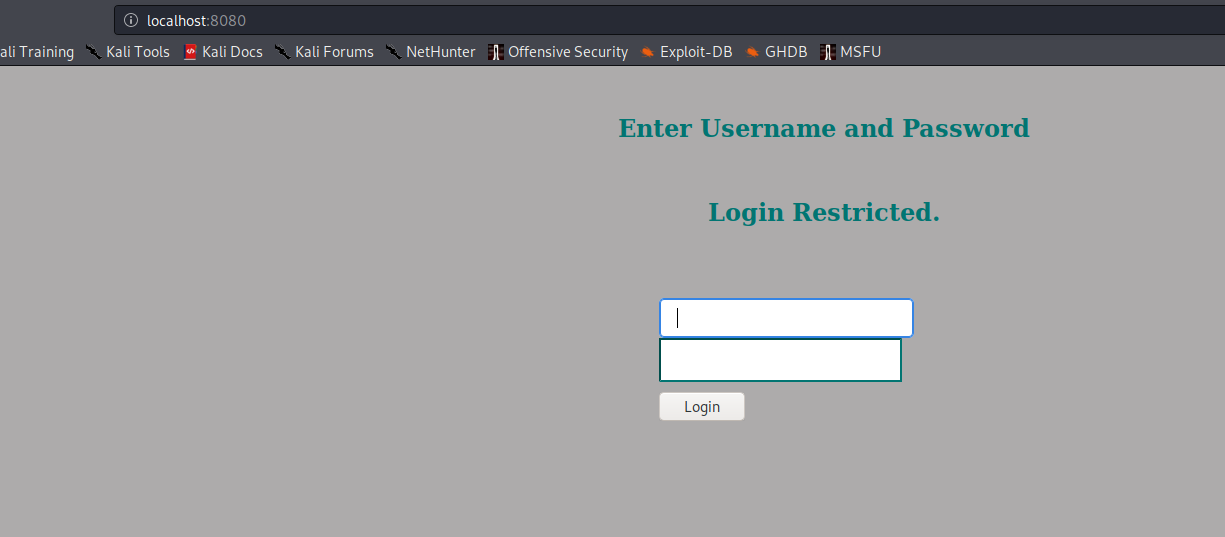 localhost:8080
ali Training Kali Tools Kali Docs Kali Forums NetHunter Offensive Security Exploit-DB GHDB MSFU
Enter Username and Password
Login Restricted.
Login